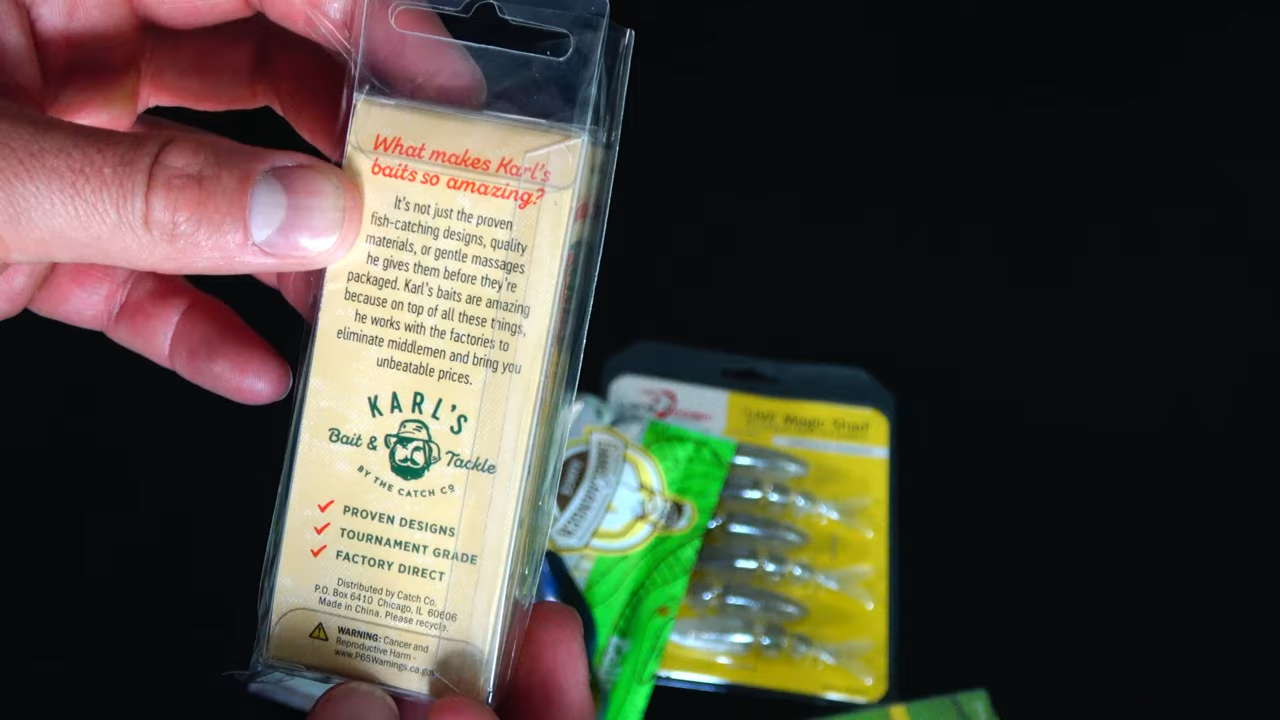 What makes Karl's
baits so amazing?
It's not just the proven
fish-catching designs, quality
materials, or gentle massages
he gives them before they're
packaged. Karl's baits are amazing
because on top of all these things,
he works with the factories to
eliminate middlemen and bring you
unbeatable prices.
KARL'S
Bait & Tackle
BY THE CATCH CO
PROVEN DESIGNS
TOURNAMENT GRADE
FACTORY DIRECT
Distributed by Catch Co.
P.O. Box 6410 Chicago, IL 60606
Made in China. Please recycle.
WARNING: Cancer and
Reproductive Harm -
www.P65Warnings.ca.gov
Magic Shad